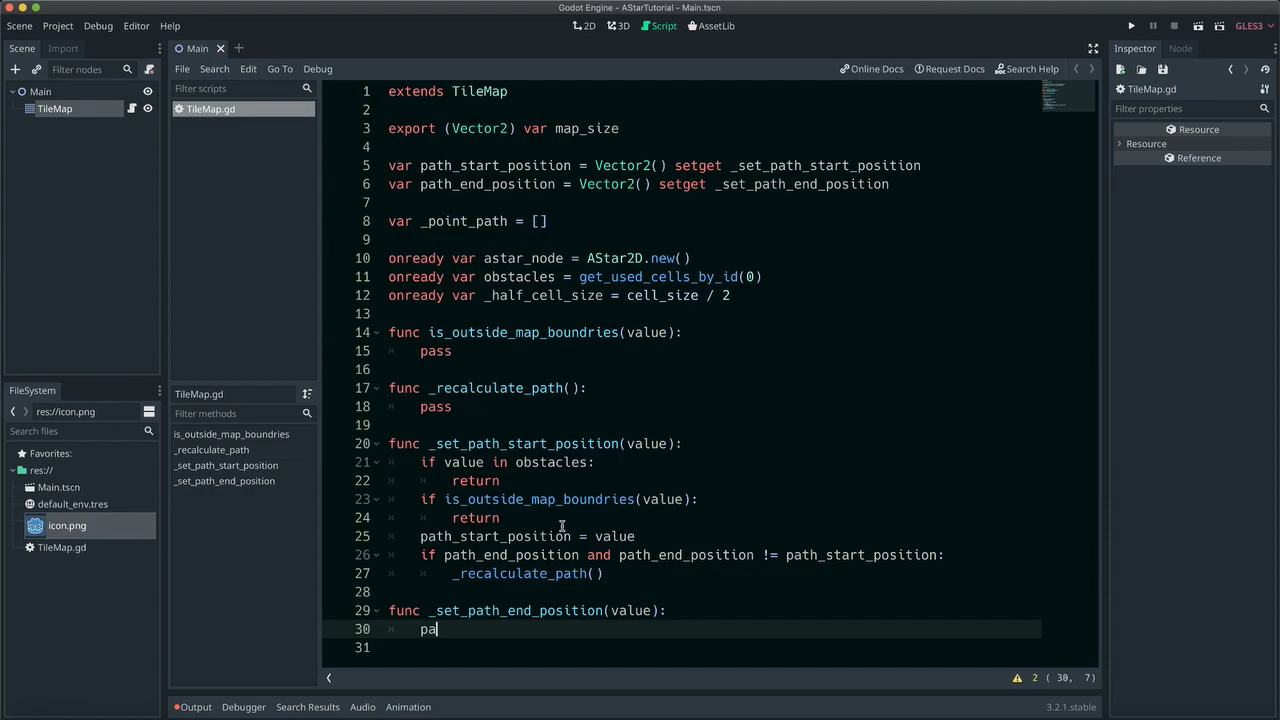 Godot Engine - AStarTutorial - Main.tscn
Scene Project Debug Editor Help
2D 3D Script AssetLib
GLES3
Scene Import
Filter nodes
Main
TileMap
FileSystem
res://icon.png
Search files
Favorites:
res://
Main.tscn
default_env.tres
icon.png
TileMap.gd
Main
File Search Edit Go To Debug
Online Docs Request Docs Search Help
Filter scripts
TileMap.gd
TileMap.gd
Filter methods
is_outside_map_boundries
_recalculate_path
_set_path_start_position
_set_path_end_position
1 extends TileMap
2
3 export (Vector2) var map_size
4
5 var path_start_position = Vector2() setget _set_path_start_position
6 var path_end_position = Vector2() setget _set_path_end_position
7
8 var _point_path = []
9
10 onready var astar_node = AStar2D.new()
11 onready var obstacles = get_used_cells_by_id(0)
12 onready var _half_cell_size = cell_size / 2
13
14 func is_outside_map_boundries(value):
15 pass
16
17 func _recalculate_path():
18 pass
19
20 func _set_path_start_position(value):
21 if value in obstacles:
22 return
23 if is_outside_map_boundries(value):
24 return
25 path_start_position = value
26 if path_end_position and path_end_position != path_start_position:
27 _recalculate_path()
28
29 func _set_path_end_position(value):
30 pa
31
2 ( 30, 7)
Output Debugger Search Results Audio Animation
3.2.1.stable
Inspector Node
TileMap.gd
Filter properties
Resource
Resource
Reference